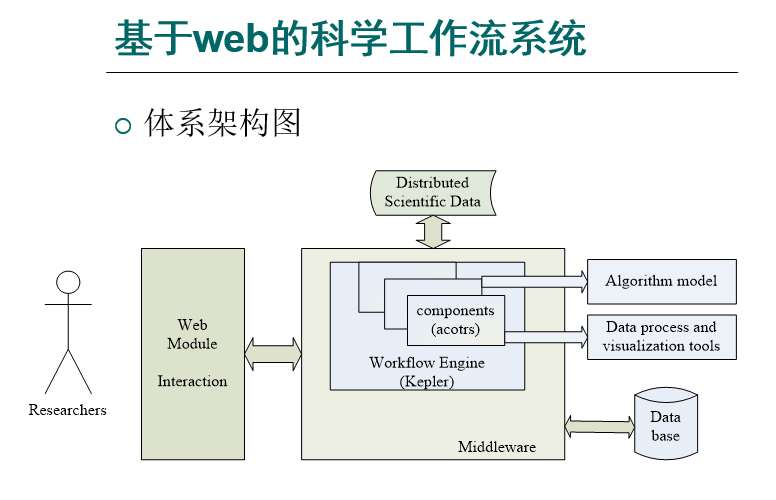 基于web的科学工作流系统
体系架构图
Distributed
Scientific Data
Researchers
Web
Module
Interaction
components
(acotrs)
Workflow Engine
(Kepler)
Middleware
Algorithm model
Data process and
visualization tools
Data
base